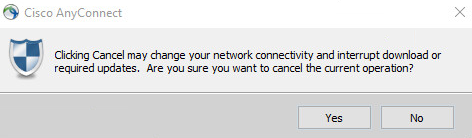 Cisco AnyConnect
Clicking Cancel may change your network connectivity and interrupt download or
required updates.  Are you sure you want to cancel the current operation?
Yes
No